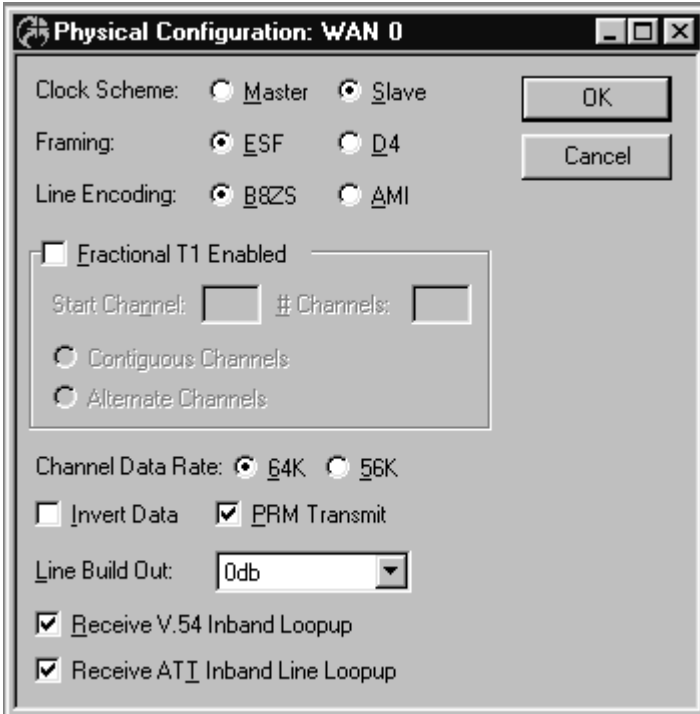 Physical Configuration: WAN 0
Clock Scheme: Master Slave
OK
Framing: ESF D4
Cancel
Line Encoding: B8ZS AMI
Fractional T1 Enabled
Start Channel: # Channels:
Contiguous Channels
Alternate Channels
Channel Data Rate: 64K 56K
Invert Data PRM Transmit
Line Build Out: 0db
Receive V.54 Inband Loopup
Receive ATT Inband Line Loopup